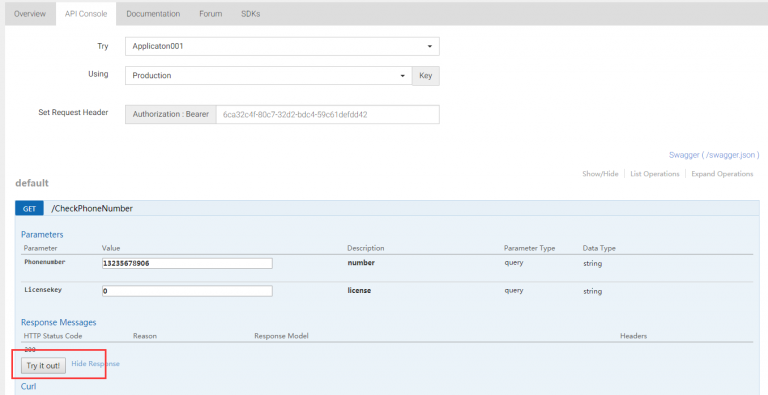 Overview API Console Documentation Forum SDKs
Try Applicaton001
Using Production Key
Set Request Header Authorization : Bearer 6ca32c4f-80c7-32d2-bdc4-59c61defdd42
Swagger ( /swagger.json )
Show/Hide List Operations Expand Operations
default
GET /CheckPhoneNumber
Parameters
Parameter Value Description Parameter Type Data Type
Phonenumber 13235678906 number query string
Licensekey 0 license query string
Response Messages
HTTP Status Code Reason Response Model Headers
200
Try it out! Hide Response
Curl